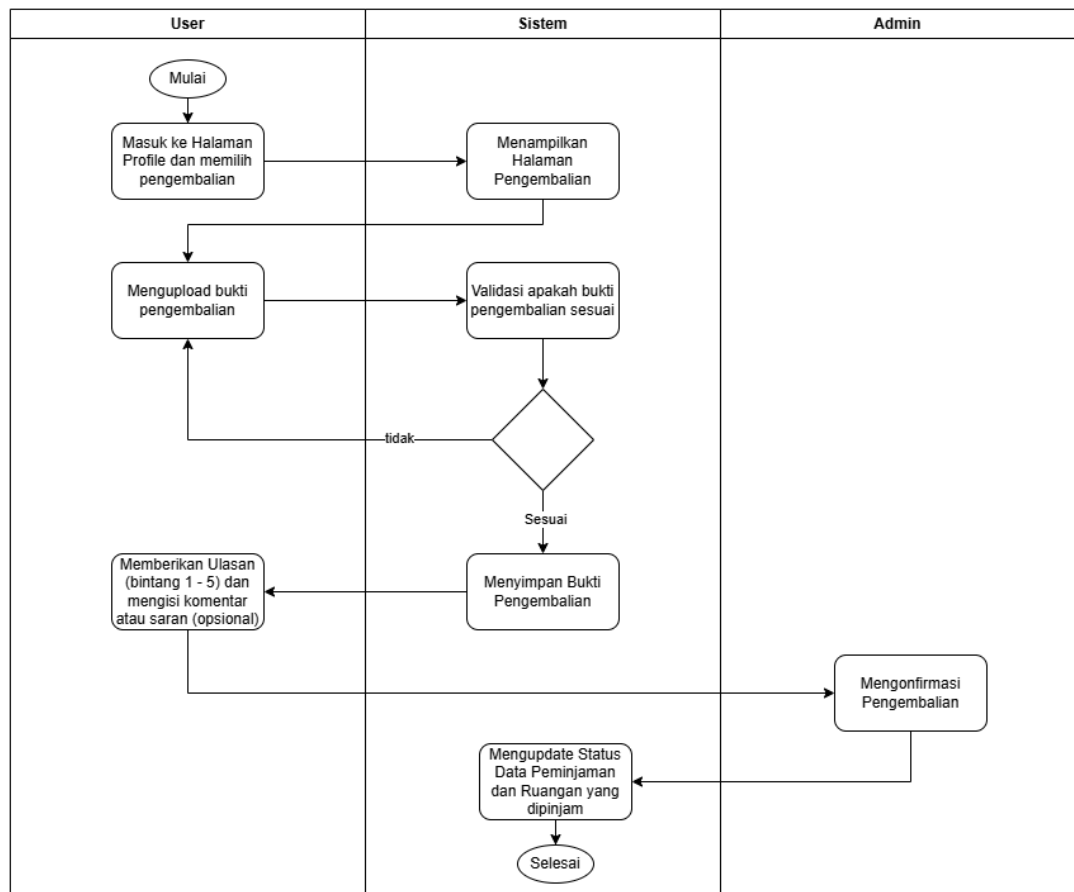 User
Sistem
Admin
Mulai
Masuk ke Halaman
Profile dan memilih
pengembalian
Menampilkan
Halaman
Pengembalian
Mengupload bukti
pengembalian
Validasi apakah bukti
pengembalian sesuai
tidak
Sesuai
Menyimpan Bukti
Pengembalian
Memberikan Ulasan
(bintang 1 - 5) dan
mengisi komentar
atau saran (opsional)
Mengonfirmasi
Pengembalian
Mengupdate Status
Data Peminjaman
dan Ruangan yang
dipinjam
Selesai